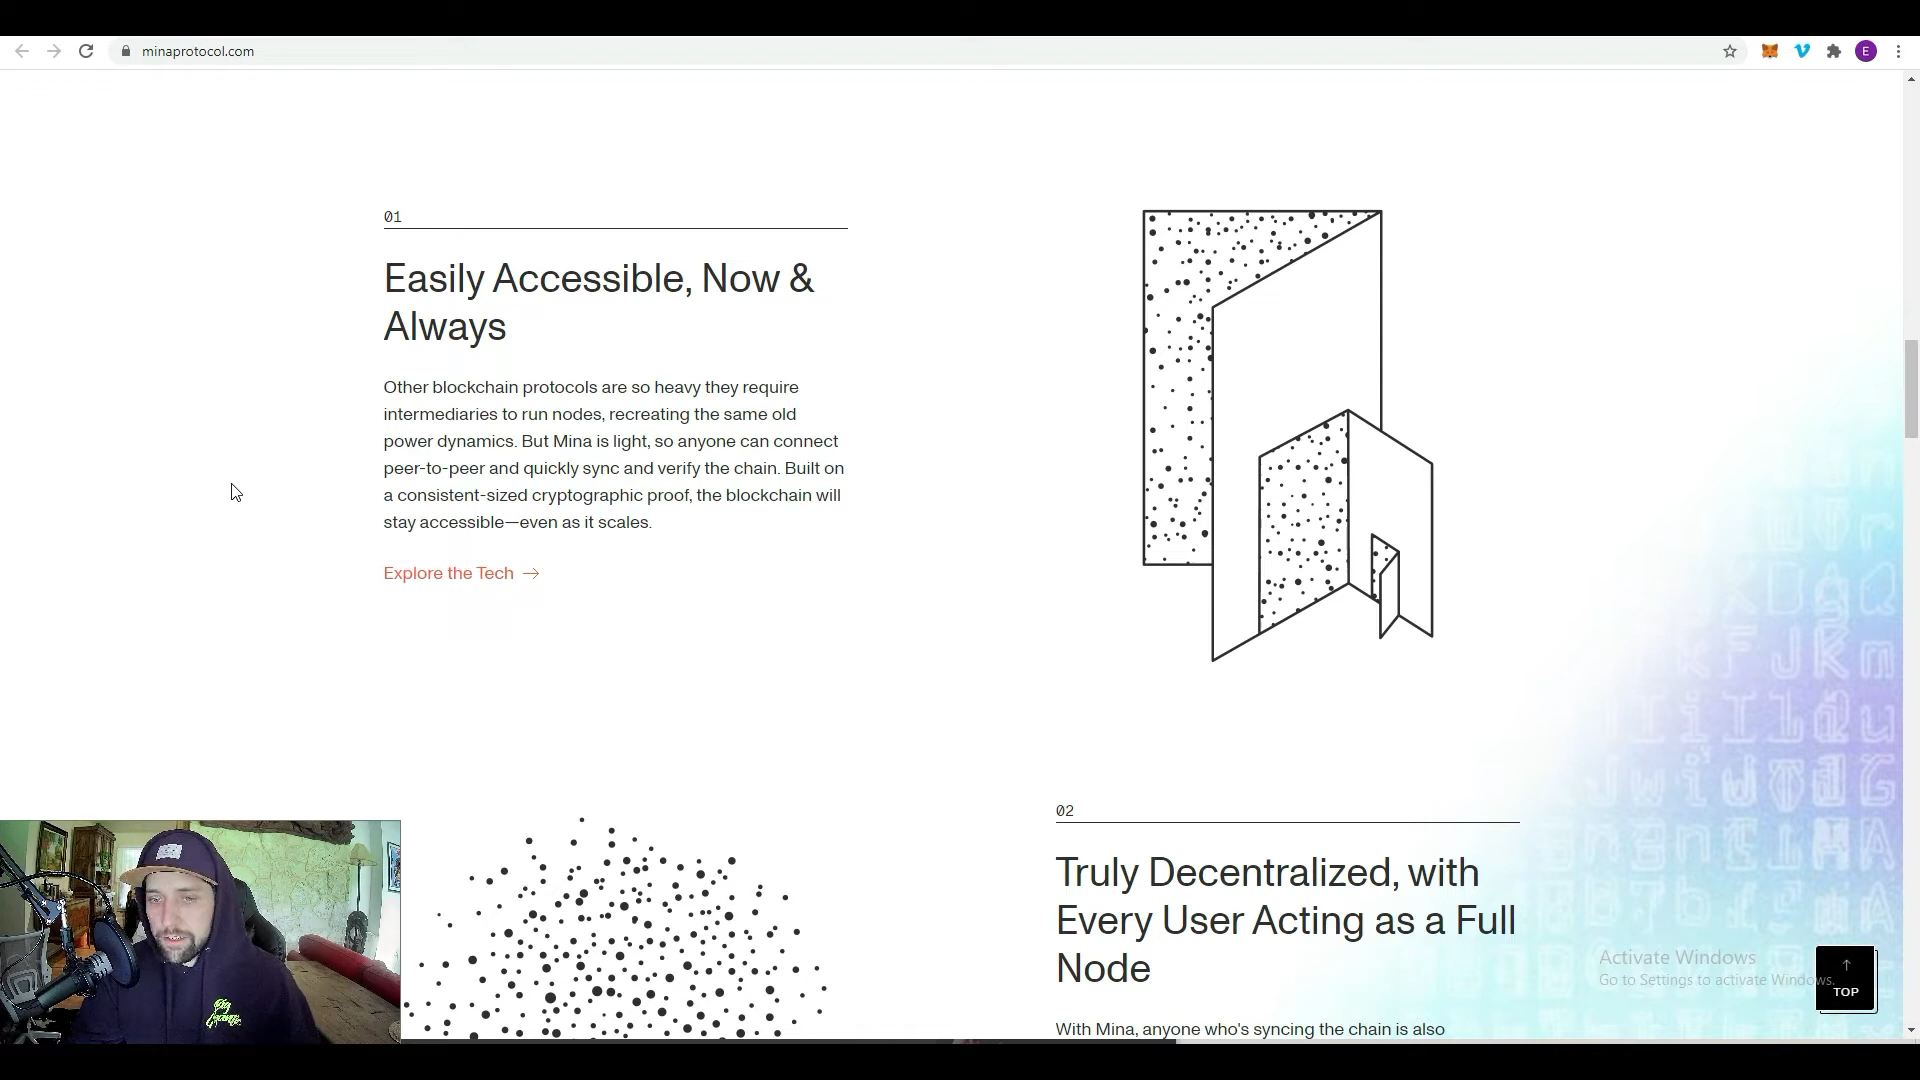 minaprotocol.com
E
01
Easily Accessible, Now &
Always
Other blockchain protocols are so heavy they require
intermediaries to run nodes, recreating the same old
power dynamics. But Mina is light, so anyone can connect
peer-to-peer and quickly sync and verify the chain. Built on
a consistent-sized cryptographic proof, the blockchain will
stay accessible—even as it scales.
Explore the Tech →
02
Truly Decentralized, with
Every User Acting as a Full
Node
With Mina, anyone who's syncing the chain is also
Activate Windows
Go to Settings to activate Windows.
↑
TOP